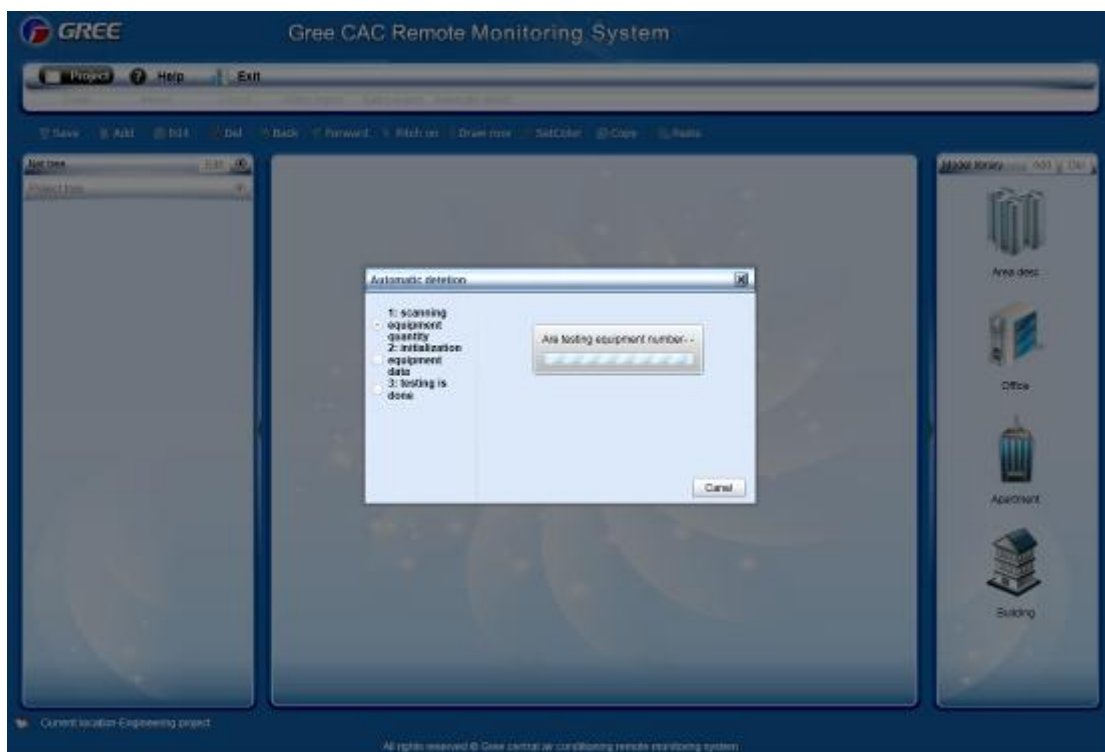 GREE
Gree CAC Remote Monitoring System
Project Help Exit
Save Add Edit Del Back Forward Pitch on Draw SetColor Copy Paste
Net tree Edit
Project tree
Model library Add Del
Area desc
Office
Apartment
Building
Automatic detetion
1: scanning
equipment
quantity
2: initialization
equipment
data
3: testing is
done
Are testing equipment number- -
Cansl
Current location-Engineering project
All rights reserved © Gree central air conditioning remote monitoring system